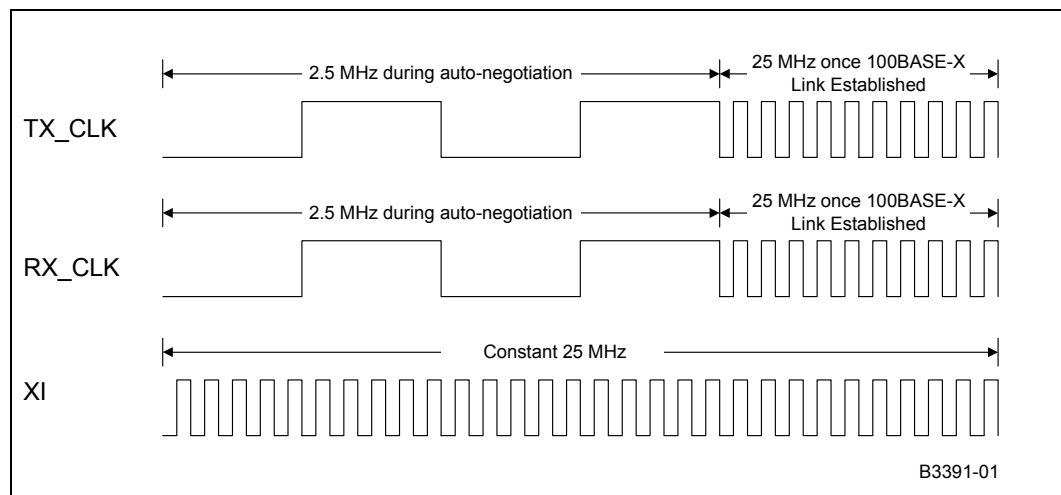 2.5 MHz during auto-negotiation
25 MHz once 100BASE-X
Link Established
TX_CLK
2.5 MHz during auto-negotiation
25 MHz once 100BASE-X
Link Established
RX_CLK
Constant 25 MHz
XI
B3391-01